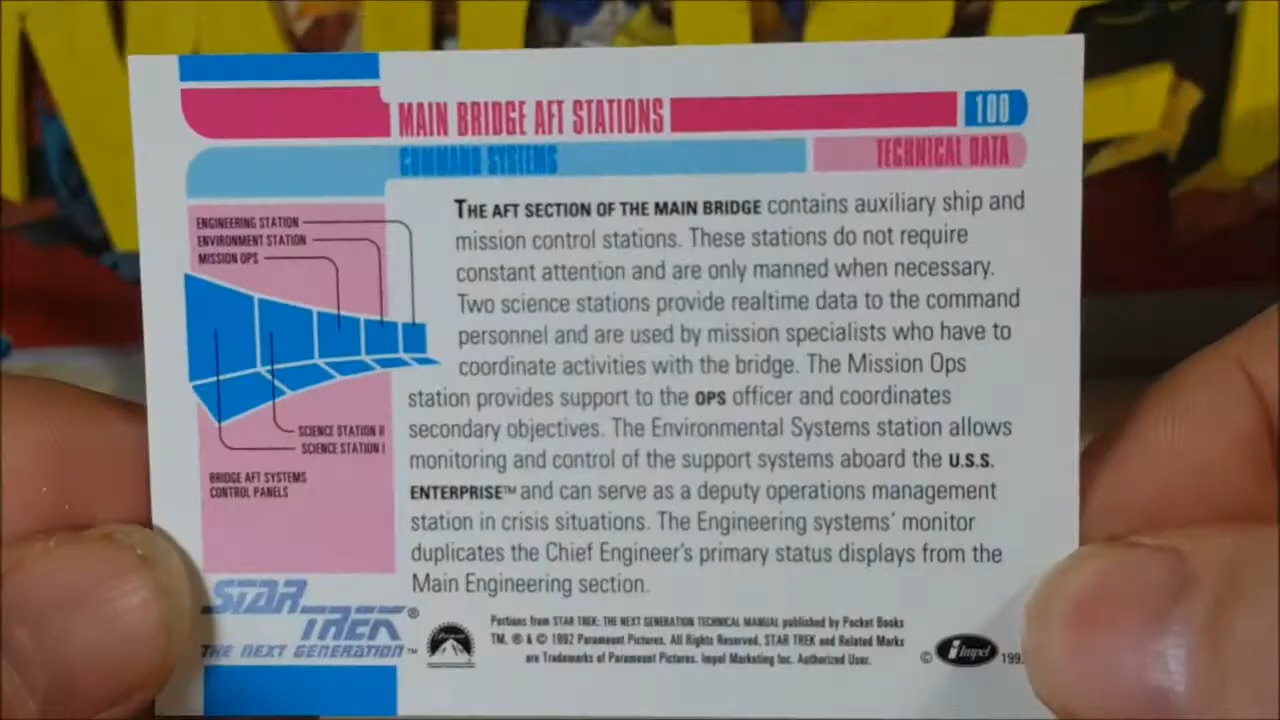 MAIN BRIDGE AFT STATIONS
100
COMMAND SYSTEMS
TECHNICAL DATA
ENGINEERING STATION
ENVIRONMENT STATION
MISSION OPS
SCIENCE STATION II
SCIENCE STATION I
BRIDGE AFT SYSTEMS
CONTROL PANELS
THE AFT SECTION OF THE MAIN BRIDGE contains auxiliary ship and
mission control stations. These stations do not require
constant attention and are only manned when necessary.
Two science stations provide realtime data to the command
personnel and are used by mission specialists who have to
coordinate activities with the bridge. The Mission Ops
station provides support to the OPS officer and coordinates
secondary objectives. The Environmental Systems station allows
monitoring and control of the support systems aboard the U.S.S.
ENTERPRISE™ and can serve as a deputy operations management
station in crisis situations. The Engineering systems' monitor
duplicates the Chief Engineer's primary status displays from the
Main Engineering section.
STAR
TREK®
THE NEXT GENERATION™
Paramount
Portions from STAR TREK: THE NEXT GENERATION TECHNICAL MANUAL published by Pocket Books
TM, ® & © 1992 Paramount Pictures. All Rights Reserved. STAR TREK and Related Marks
are Trademarks of Paramount Pictures. Impel Marketing Inc. Authorized User.
© Impel 199